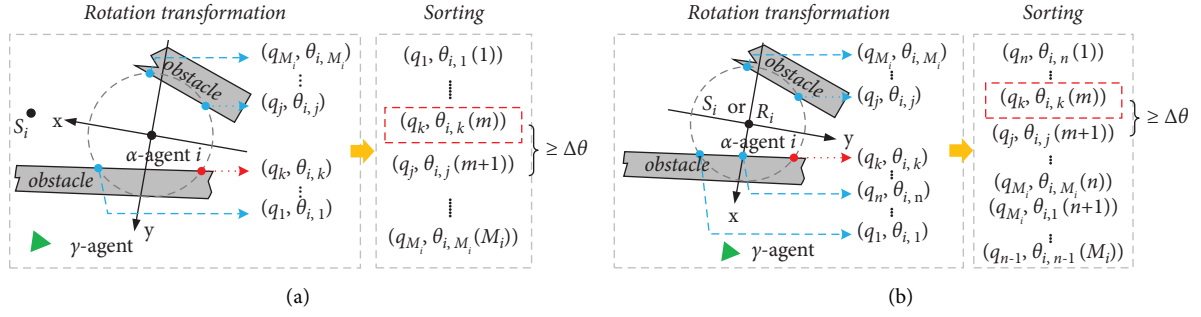 Rotation transformation
Sorting
(q_{M_i}, θ_{i, M_i})
⋮
(q_j, θ_{i, j})
obstacle
S_i
x
α-agent i
obstacle
(q_k, θ_{i, k})
⋮
(q_1, θ_{i, 1})
y
γ-agent
(q_1, θ_{i, 1}(1))
⋮
(q_k, θ_{i, k}(m))
(q_j, θ_{i, j}(m+1))
≥ Δθ
⋮
(q_{M_i}, θ_{i, M_i}(M_i))
(a)
Rotation transformation
Sorting
(q_{M_i}, θ_{i, M_i})
⋮
(q_j, θ_{i, j})
obstacle
S_i or R_i
y
α-agent i
obstacle
(q_k, θ_{i, k})
⋮
(q_n, θ_{i, n})
⋮
(q_1, θ_{i, 1})
x
γ-agent
(q_n, θ_{i, n}(1))
⋮
(q_k, θ_{i, k}(m))
(q_j, θ_{i, j}(m+1))
≥ Δθ
⋮
(q_{M_i}, θ_{i, M_i}(n))
(q_{M_i}, θ_{i, 1}(n+1))
⋮
(q_{n-1}, θ_{i, n-1}(M_i))
(b)